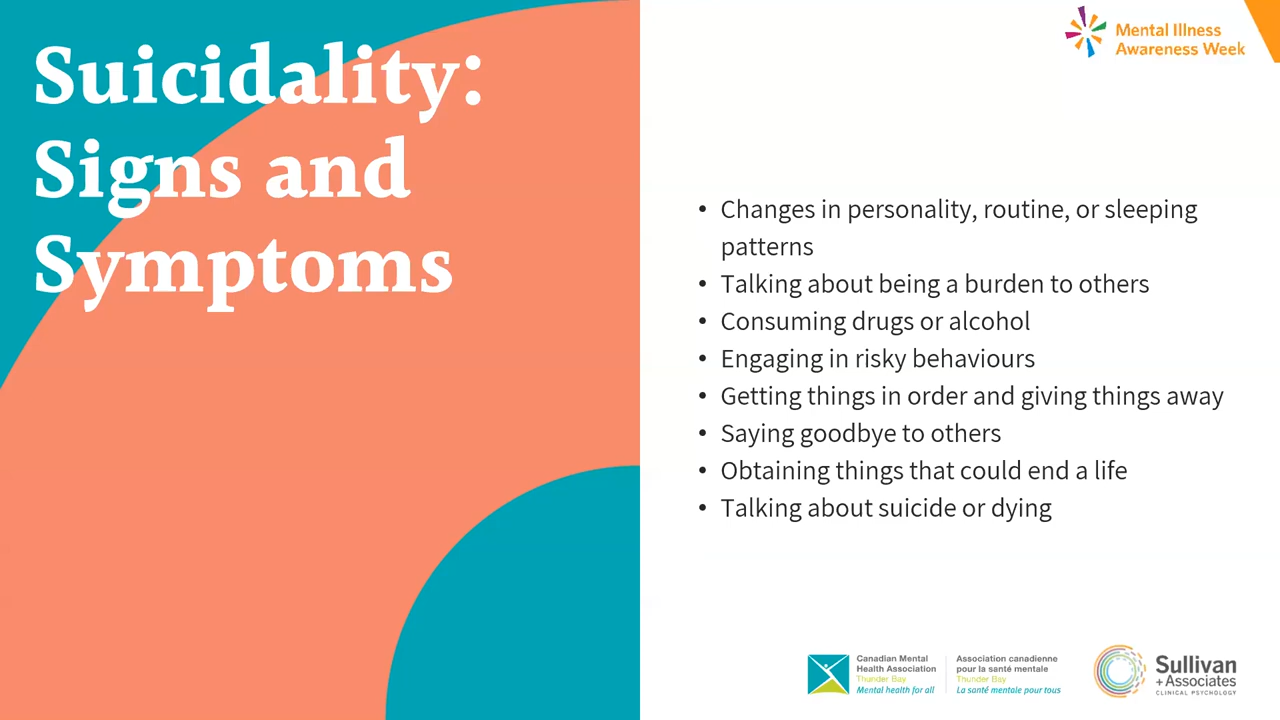 Suicidality:
Signs and
Symptoms
Mental Illness
Awareness Week
• Changes in personality, routine, or sleeping
patterns
• Talking about being a burden to others
• Consuming drugs or alcohol
• Engaging in risky behaviours
• Getting things in order and giving things away
• Saying goodbye to others
• Obtaining things that could end a life
• Talking about suicide or dying
Canadian Mental
Health Association
Thunder Bay
Mental health for all
Association canadienne
pour la santé mentale
Thunder Bay
La santé mentale pour tous
Sullivan
+Associates
CLINICAL PSYCHOLOGY